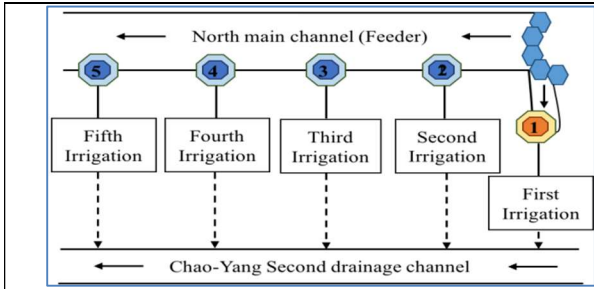 North main channel (Feeder)
5
4
3
2
1
Fifth
Irrigation
Fourth
Irrigation
Third
Irrigation
Second
Irrigation
First
Irrigation
Chao-Yang Second drainage channel